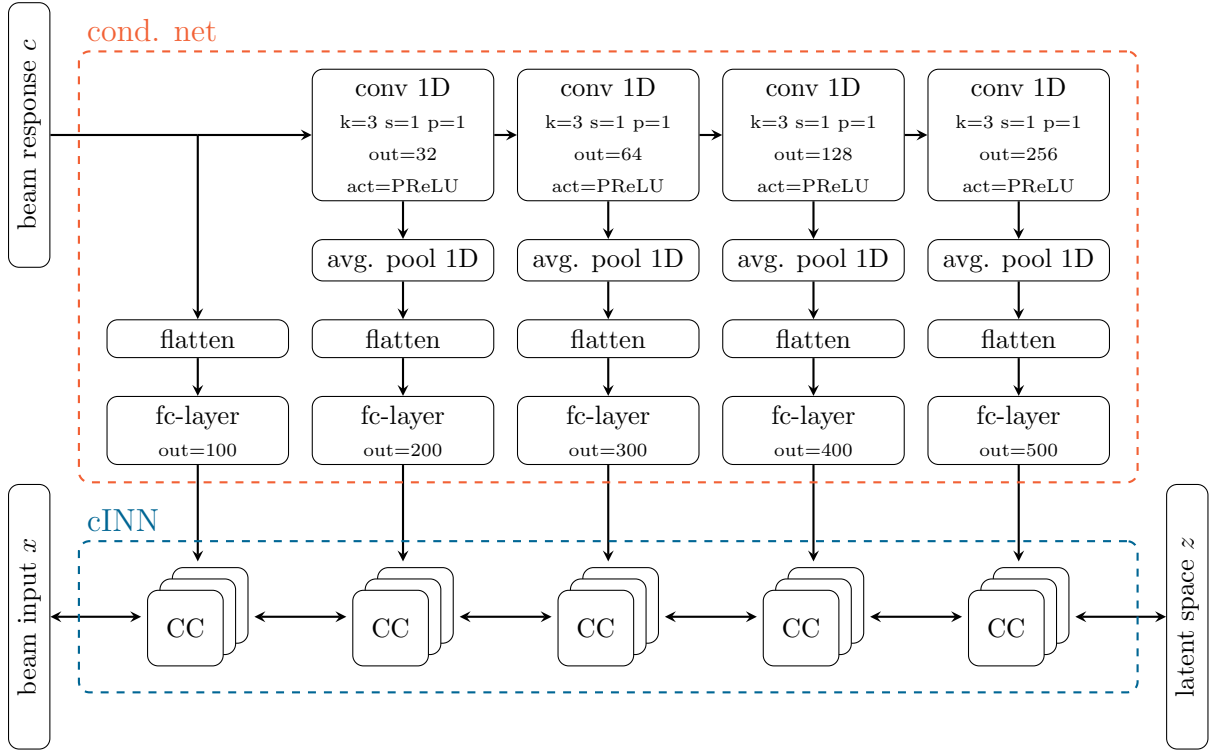 beam response c
cond. net
conv 1D
k=3 s=1 p=1
out=32
act=PReLU
conv 1D
k=3 s=1 p=1
out=64
act=PReLU
conv 1D
k=3 s=1 p=1
out=128
act=PReLU
conv 1D
k=3 s=1 p=1
out=256
act=PReLU
avg. pool 1D
avg. pool 1D
avg. pool 1D
avg. pool 1D
flatten
flatten
flatten
flatten
flatten
fc-layer
out=100
fc-layer
out=200
fc-layer
out=300
fc-layer
out=400
fc-layer
out=500
beam input x
cINN
CC
CC
CC
CC
CC
latent space z